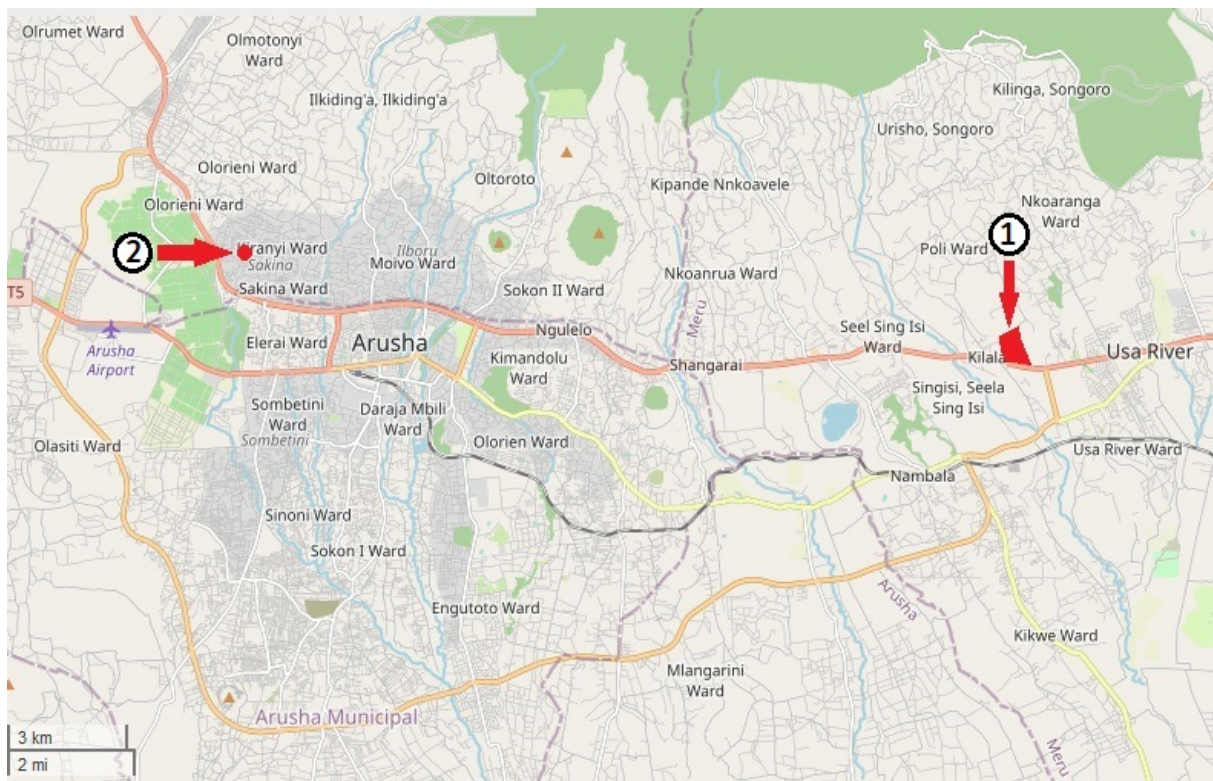 Olrumet Ward
Olmotonyi
Ward
Ilkiding'a, Ilkiding'a
Kilinga, Songoro
Urisho, Songoro
Olorieni Ward
Oltoroto
Kipande Nnkoavele
Olorieni Ward
Nkoaranga
Ward
1
2
Kiranyi Ward
Sakina
Ilboru
Moivo Ward
Poli Ward
Nkoanrua Ward
Sakina Ward
Sokon II Ward
T5
Meru
Ngulelo
Seel Sing Isi
Ward
Elerai Ward
Arusha
Arusha
Airport
Kimandolu
Ward
Shangarai
Kilala
Usa River
Singisi, Seela
Sing Isi
Sombetini
Ward
Daraja Mbili
Ward
Sombetini
Olorien Ward
Olasiti Ward
Usa River Ward
Nambala
Sinoni Ward
Sokon I Ward
Engutoto Ward
Arusha
Kikwe Ward
Mlangarini
Ward
Arusha Municipal
Meru
3 km
2 mi